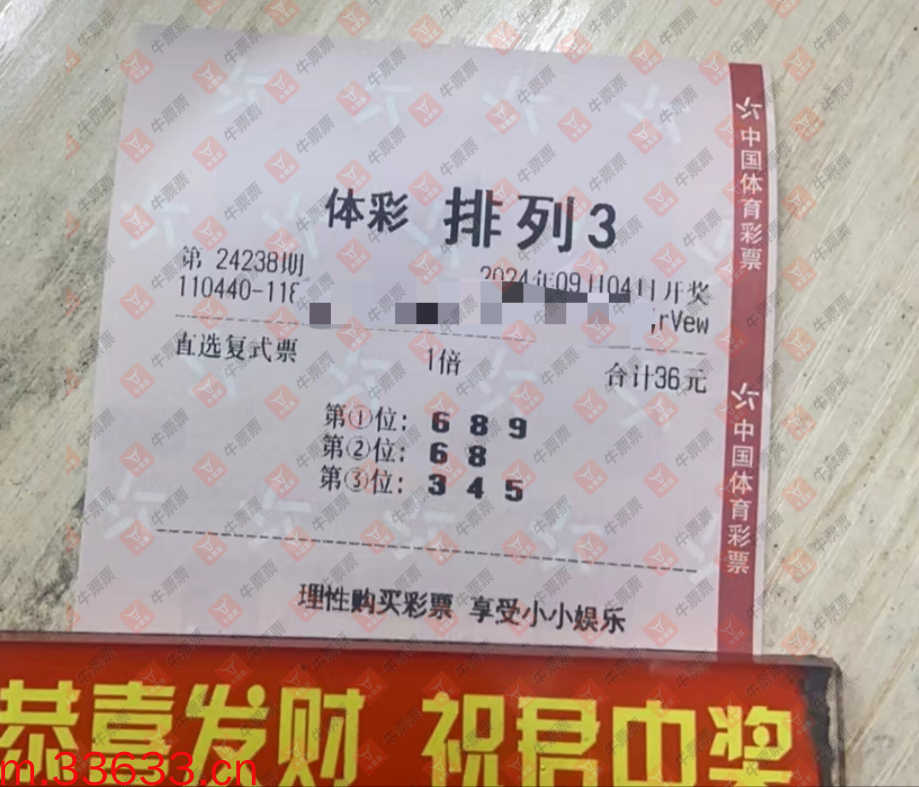 体彩 排列3
第 24238期
2024年09月04日开奖
110440-118
rVew
直选复式票 1倍 合计36元
第①位: 6 8 9
第②位: 6 8
第③位: 3 4 5
理性购买彩票 享受小小娱乐
中国体育彩票
中国体育彩票
恭喜发财 祝君中奖
m.33633.cn
牛票票